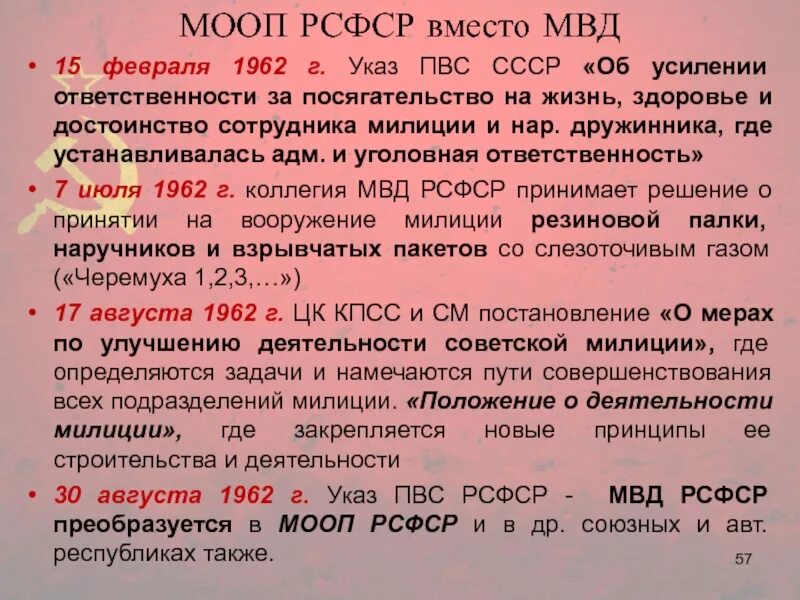 МООП РСФСР вместо МВД
• 15 февраля 1962 г. Указ ПВС СССР «Об усилении
ответственности за посягательство на жизнь, здоровье и
достоинство сотрудника милиции и нар. дружинника, где
устанавливалась адм. и уголовная ответственность»
• 7 июля 1962 г. коллегия МВД РСФСР принимает решение о
принятии на вооружение милиции резиновой палки,
наручников и взрывчатых пакетов со слезоточивым газом
(«Черемуха 1,2,3,…»)
• 17 августа 1962 г. ЦК КПСС и СМ постановление «О мерах
по улучшению деятельности советской милиции», где
определяются задачи и намечаются пути совершенствования
всех подразделений милиции. «Положение о деятельности
милиции», где закрепляется новые принципы ее
строительства и деятельности
• 30 августа 1962 г. Указ ПВС РСФСР - МВД РСФСР
преобразуется в МООП РСФСР и в др. союзных и авт.
республиках также.
57